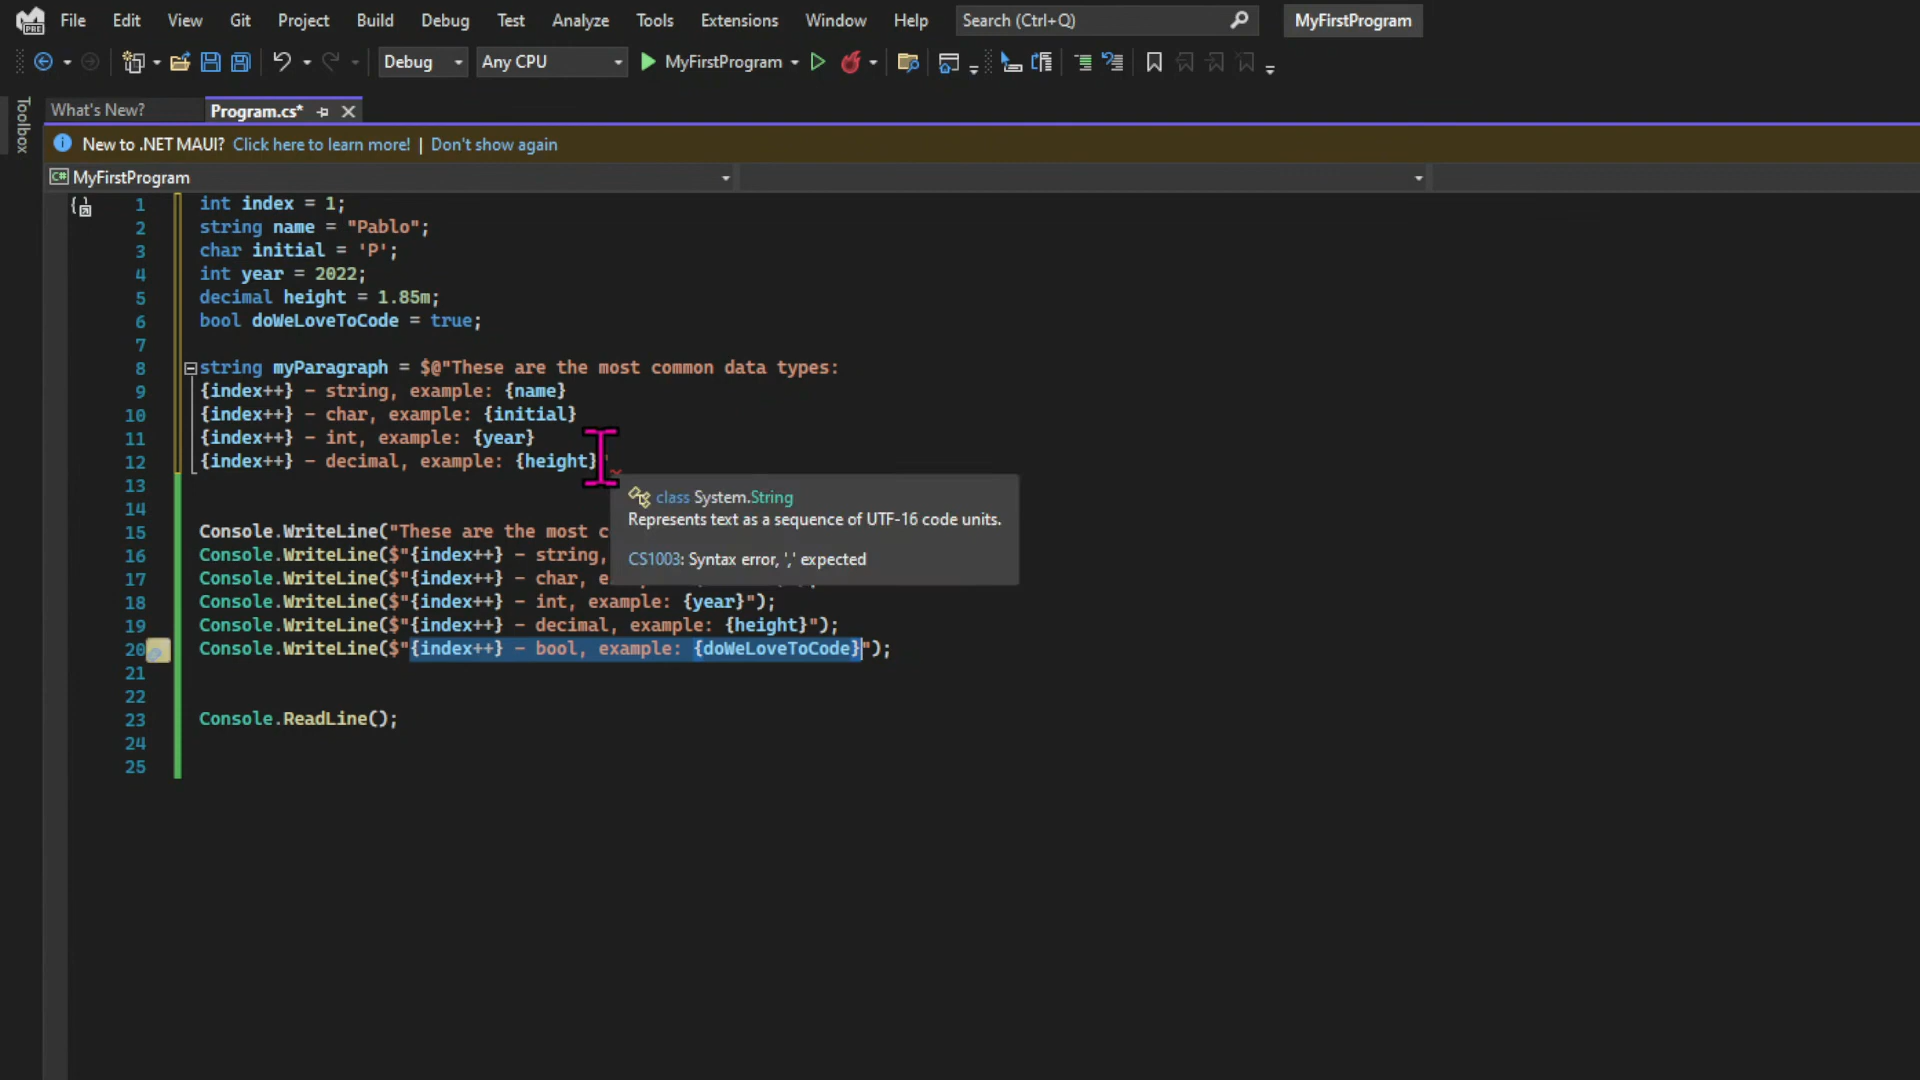 File Edit View Git Project Build Debug Test Analyze Tools Extensions Window Help Search (Ctrl+Q) MyFirstProgram
Debug Any CPU MyFirstProgram
Toolbox
What's New? Program.cs*
New to .NET MAUI? Click here to learn more! | Don't show again
C# MyFirstProgram
1 int index = 1;
2 string name = "Pablo";
3 char initial = 'P';
4 int year = 2022;
5 decimal height = 1.85m;
6 bool doWeLoveToCode = true;
7
8 string myParagraph = $@"These are the most common data types:
9 {index++} - string, example: {name}
10 {index++} - char, example: {initial}
11 {index++} - int, example: {year}
12 {index++} - decimal, example: {height}
13
14
15 Console.WriteLine("These are the most c
16 Console.WriteLine($"{index++} - string,
17 Console.WriteLine($"{index++} - char, e
18 Console.WriteLine($"{index++} - int, example: {year}");
19 Console.WriteLine($"{index++} - decimal, example: {height}");
20 Console.WriteLine($"{index++} - bool, example: {doWeLoveToCode}");
21
22
23 Console.ReadLine();
24
25
class System.String
Represents text as a sequence of UTF-16 code units.
CS1003: Syntax error, ',' expected